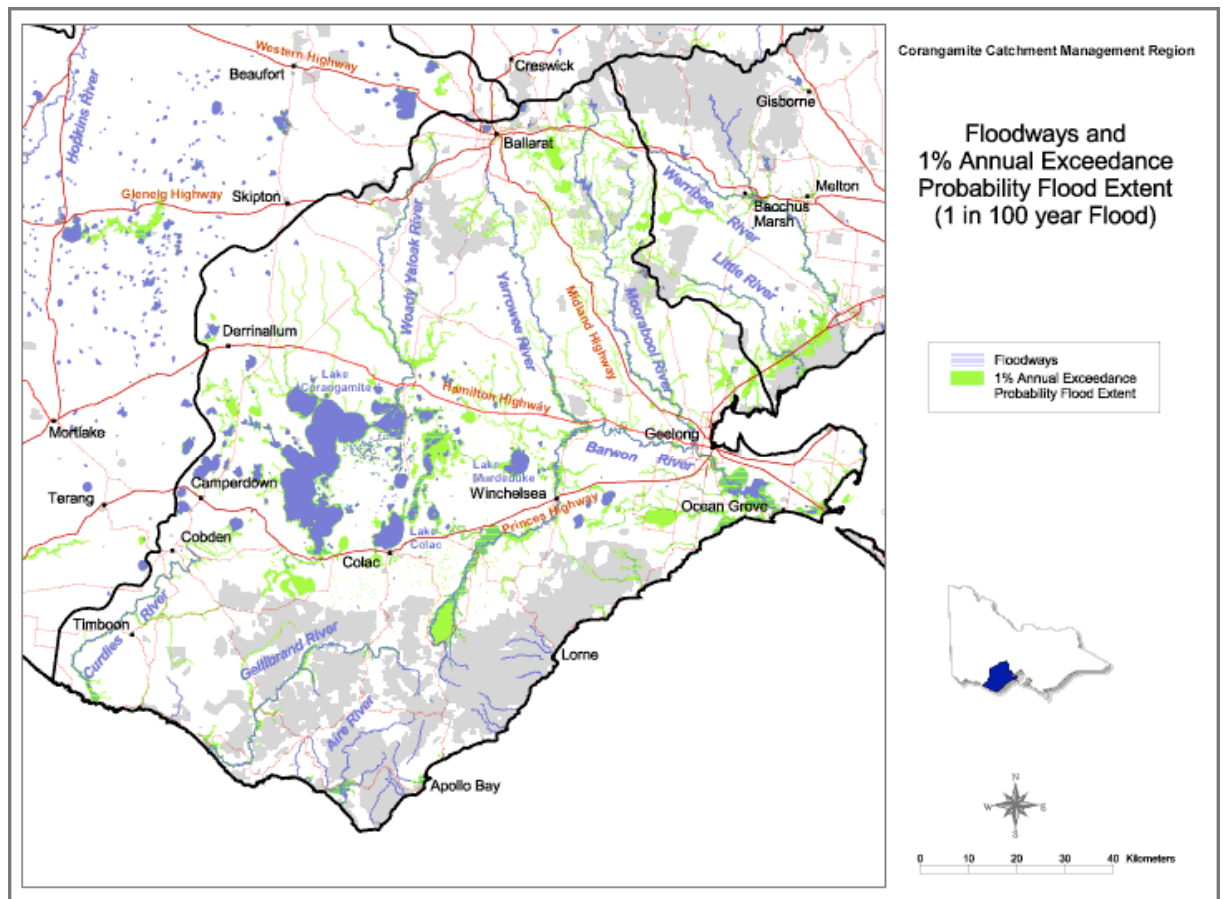 Corangamite Catchment Management Region
Floodways and
1% Annual Exceedance
Probability Flood Extent
(1 in 100 year Flood)
Floodways
1% Annual Exceedance
Probability Flood Extent
Western Highway
Beaufort
Creswick
Gisborne
Hopkins River
Ballarat
Glenelg Highway
Skipton
Werribee River
Melton
Bacchus
Marsh
Woady Yaloak River
Little River
Yarrowee River
Midland Highway
Moorabool River
Derrinallum
Lake
Corangamite
Hamilton Highway
Mortlake
Geelong
Barwon River
Lake
Murdeduke
Camperdown
Winchelsea
Terang
Princes Highway
Ocean Grove
Cobden
Lake
Colac
Colac
Timboon
Curdies River
Gellibrand River
Lorne
Aire River
Apollo Bay
N
W E
S
0 10 20 30 40 Kilometers